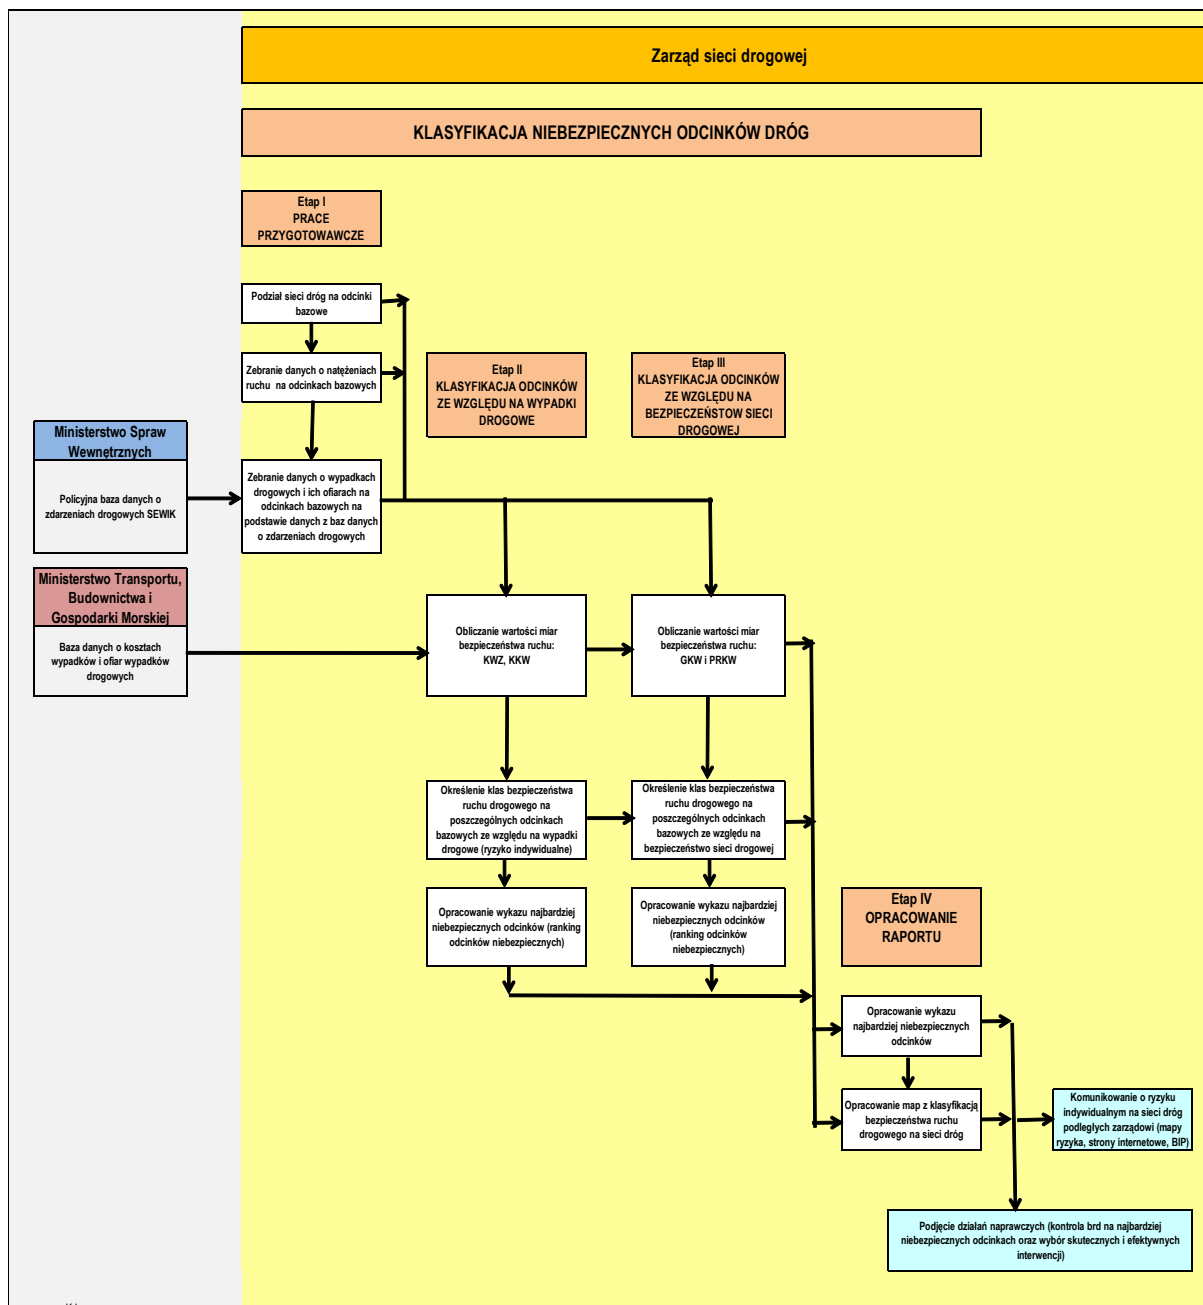 Zarząd sieci drogowej
KLASYFIKACJA NIEBEZPIECZNYCH ODCINKÓW DRÓG
Etap I
PRACE
PRZYGOTOWAWCZE
Podział sieci dróg na odcinki
bazowe
Zebranie danych o natężeniach
ruchu na odcinkach bazowych
Etap II
KLASYFIKACJA ODCINKÓW
ZE WZGLĘDU NA WYPADKI
DROGOWE
Etap III
KLASYFIKACJA ODCINKÓW
ZE WZGLĘDU NA
BEZPIECZEŃSTOW SIECI
DROGOWEJ
Ministerstwo Spraw
Wewnętrznych
Policyjna baza danych o
zdarzeniach drogowych SEWIK
Zebranie danych o wypadkach
drogowych i ich ofiarach na
odcinkach bazowych na
podstawie danych z baz danych
o zdarzeniach drogowych
Ministerstwo Transportu,
Budownictwa i
Gospodarki Morskiej
Baza danych o kosztach
wypadków i ofiar wypadków
drogowych
Obliczanie wartości miar
bezpieczeństwa ruchu:
KWZ, KKW
Obliczanie wartości miar
bezpieczeństwa ruchu:
GKW i PRKW
Określenie klas bezpieczeństwa
ruchu drogowego na
poszczególnych odcinkach
bazowych ze względu na wypadki
drogowe (ryzyko indywidualne)
Określenie klas bezpieczeństwa
ruchu drogowego na
poszczególnych odcinkach
bazowych ze względu na
bezpieczeństwo sieci drogowej
Opracowanie wykazu najbardziej
niebezpiecznych odcinków (ranking
odcinków niebezpiecznych)
Opracowanie wykazu najbardziej
niebezpiecznych odcinków
(ranking odcinków
niebezpiecznych)
Etap IV
OPRACOWANIE
RAPORTU
Opracowanie wykazu
najbardziej niebezpiecznych
odcinków
Opracowanie map z klasyfikacją
bezpieczeństwa ruchu
drogowego na sieci dróg
Komunikowanie o ryzyku
indywidualnym na sieci dróg
podległych zarządowi (mapy
ryzyka, strony internetowe, BIP)
Podjęcie działań naprawczych (kontrola brd na najbardziej
niebezpiecznych odcinkach oraz wybór skutecznych i efektywnych
interwencji)